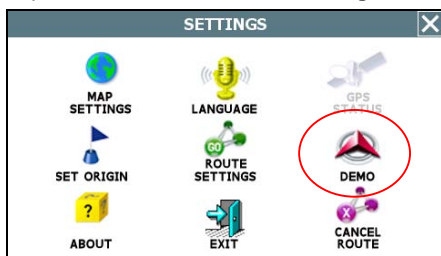 SETTINGS
MAP
SETTINGS
LANGUAGE
GPS
STATUS
SET ORIGIN
GO
ROUTE
SETTINGS
DEMO
?
ABOUT
EXIT
X
CANCEL
ROUTE